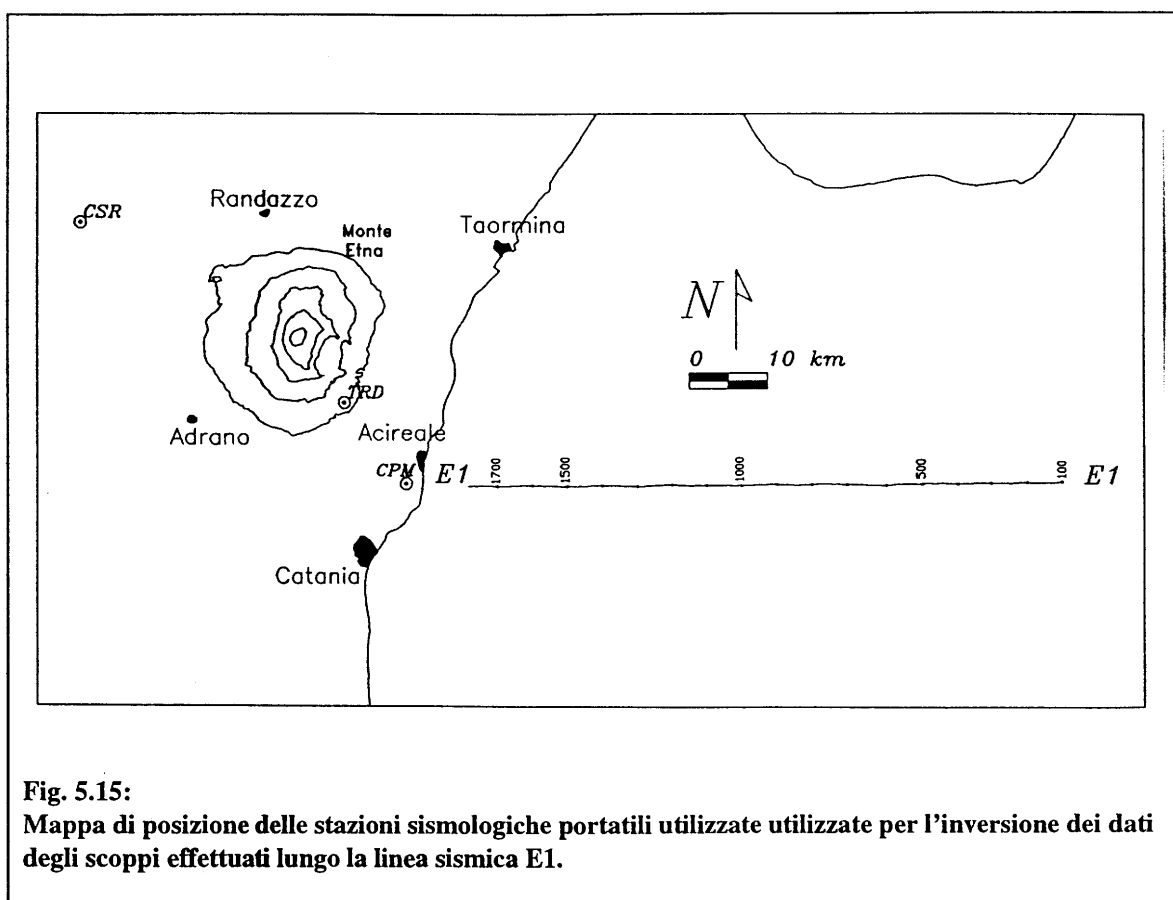 CSR
Randazzo
Monte
Etna
Taormina
N
0 10 km
TRD
Adrano
Acireale
CPM
E1
1700
1500
1000
500
100
E1
Catania
Fig. 5.15:
Mappa di posizione delle stazioni sismologiche portatili utilizzate utilizzate per l'inversione dei dati
degli scoppi effettuati lungo la linea sismica E1.